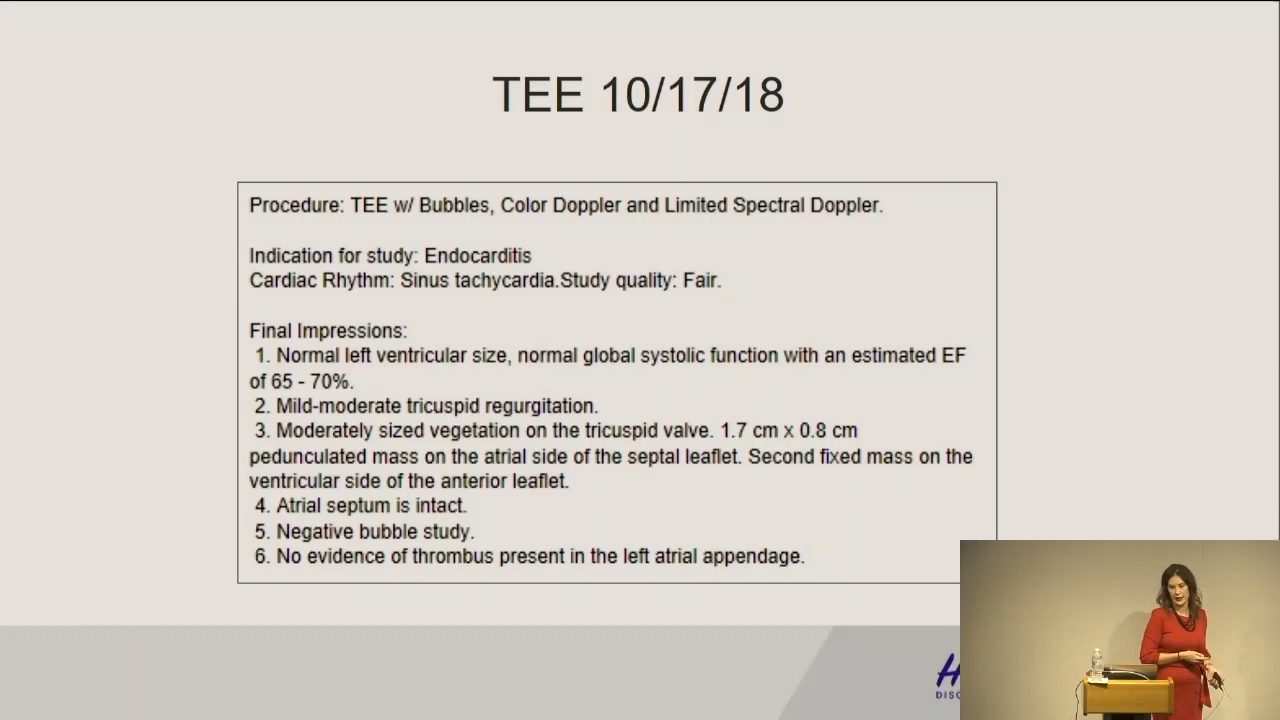 TEE 10/17/18
Procedure: TEE w/ Bubbles, Color Doppler and Limited Spectral Doppler.
Indication for study: Endocarditis
Cardiac Rhythm: Sinus tachycardia.Study quality: Fair.
Final Impressions:
1. Normal left ventricular size, normal global systolic function with an estimated EF
of 65 - 70%.
2. Mild-moderate tricuspid regurgitation.
3. Moderately sized vegetation on the tricuspid valve. 1.7 cm x 0.8 cm
pedunculated mass on the atrial side of the septal leaflet. Second fixed mass on the
ventricular side of the anterior leaflet.
4. Atrial septum is intact.
5. Negative bubble study.
6. No evidence of thrombus present in the left atrial appendage.